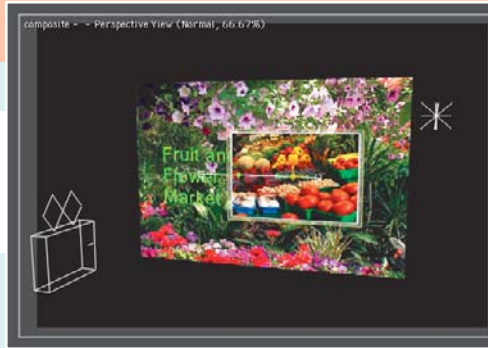 composite - - Perspective View (Normal, 66.67%)
Fruit an
Flower
Market